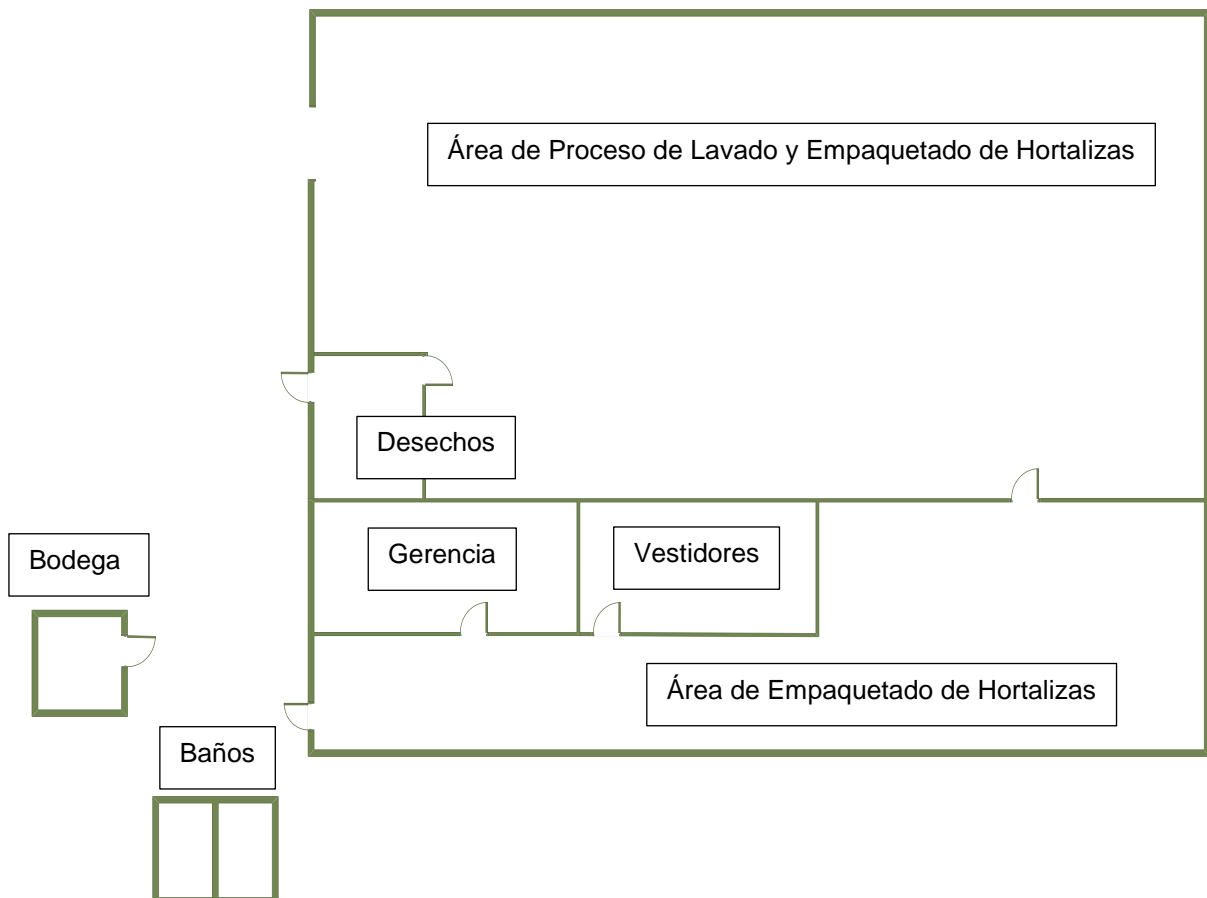 Área de Proceso de Lavado y Empaquetado de Hortalizas
Desechos
Gerencia
Vestidores
Bodega
Área de Empaquetado de Hortalizas
Baños